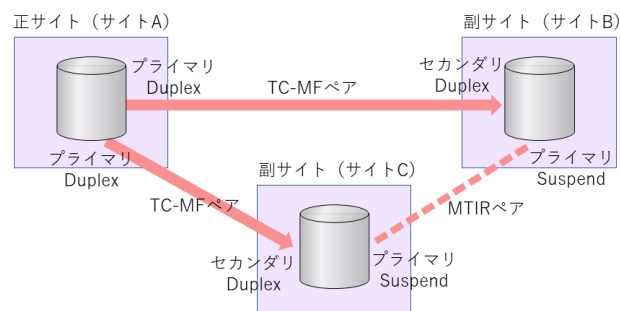 正サイト（サイトA）
副サイト（サイトB）
プライマリ
Duplex
TC-MFペア
セカンダリ
Duplex
プライマリ
Duplex
プライマリ
Suspend
副サイト（サイトC）
TC-MFペア
MTIRペア
セカンダリ
Duplex
プライマリ
Suspend